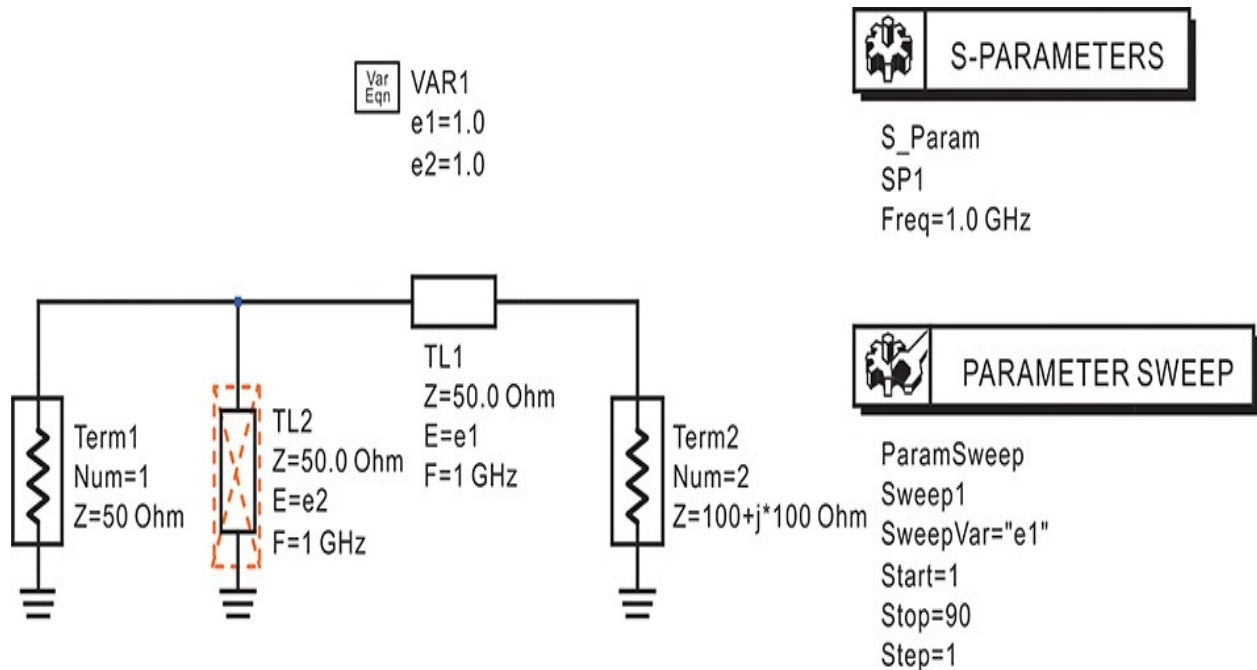 Var
Eqn
VAR1
e1=1.0
e2=1.0
S-PARAMETERS
S_Param
SP1
Freq=1.0 GHz
Term1
Num=1
Z=50 Ohm
TL2
Z=50.0 Ohm
E=e2
F=1 GHz
TL1
Z=50.0 Ohm
E=e1
F=1 GHz
Term2
Num=2
Z=100+j*100 Ohm
PARAMETER SWEEP
ParamSweep
Sweep1
SweepVar="e1"
Start=1
Stop=90
Step=1